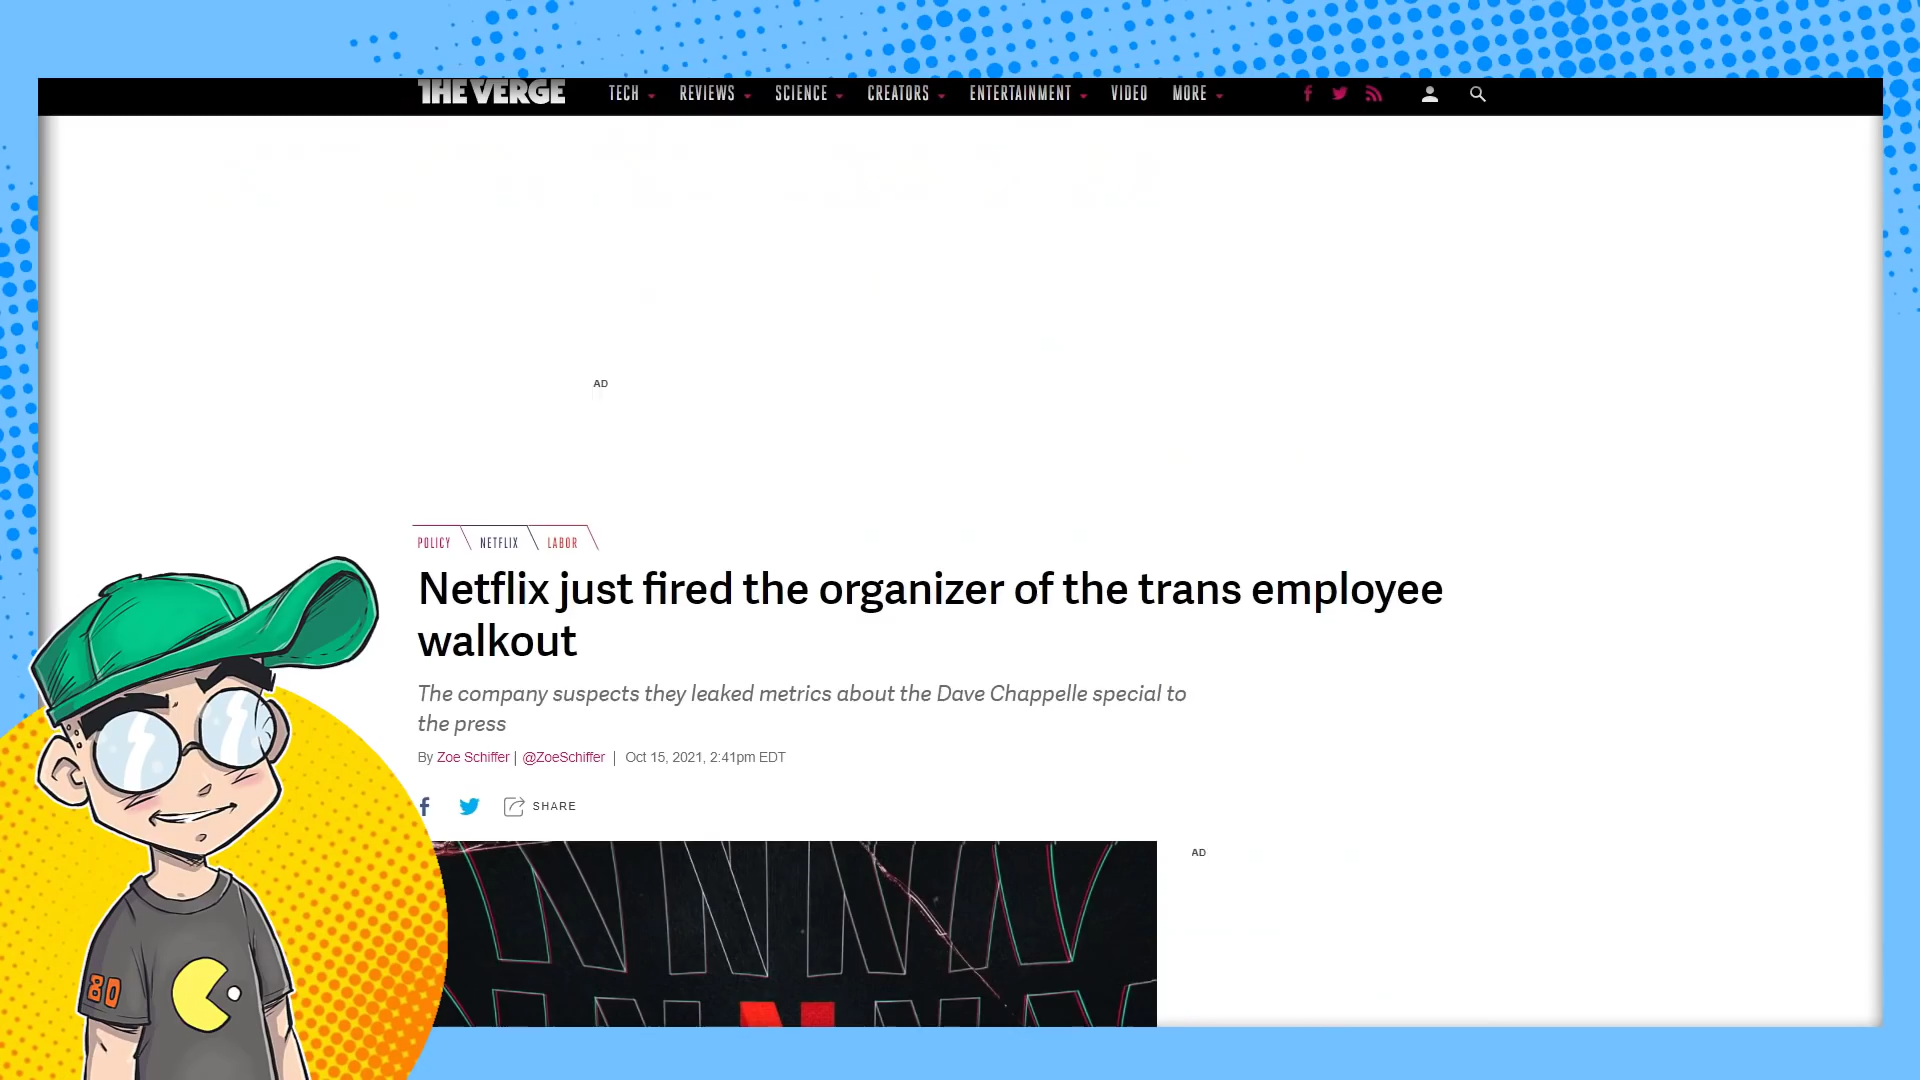 THE VERGE TECH REVIEWS SCIENCE CREATORS ENTERTAINMENT VIDEO MORE
AD
POLICY NETFLIX LABOR
Netflix just fired the organizer of the trans employee
walkout
The company suspects they leaked metrics about the Dave Chappelle special to
the press
By Zoe Schiffer | @ZoeSchiffer | Oct 15, 2021, 2:41pm EDT
SHARE
AD
80